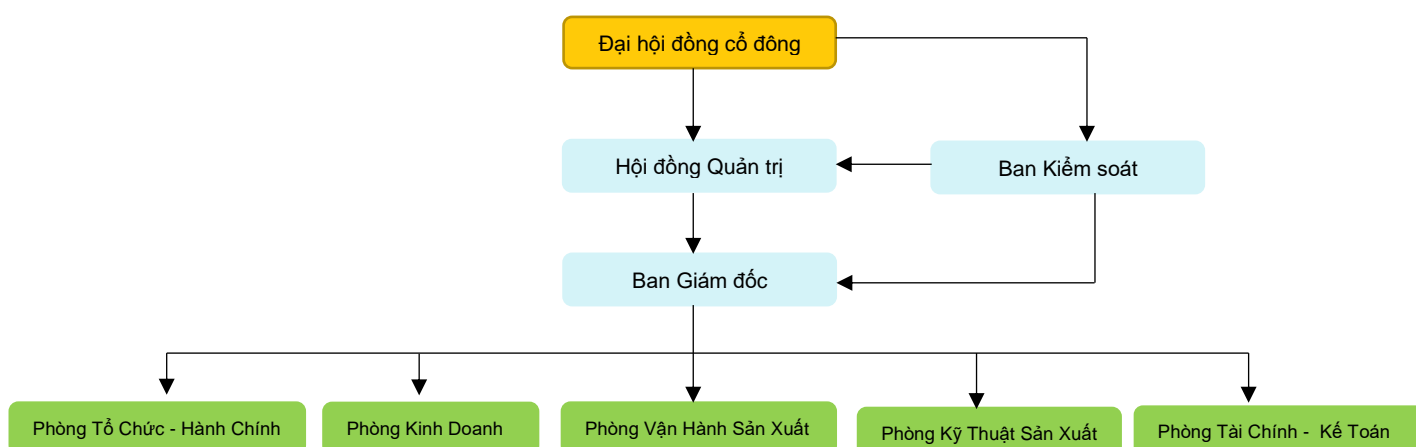 Đại hội đồng cổ đông
Hội đồng Quản trị
Ban Kiểm soát
Ban Giám đốc
Phòng Tổ Chức - Hành Chính
Phòng Kinh Doanh
Phòng Vận Hành Sản Xuất
Phòng Kỹ Thuật Sản Xuất
Phòng Tài Chính - Kế Toán